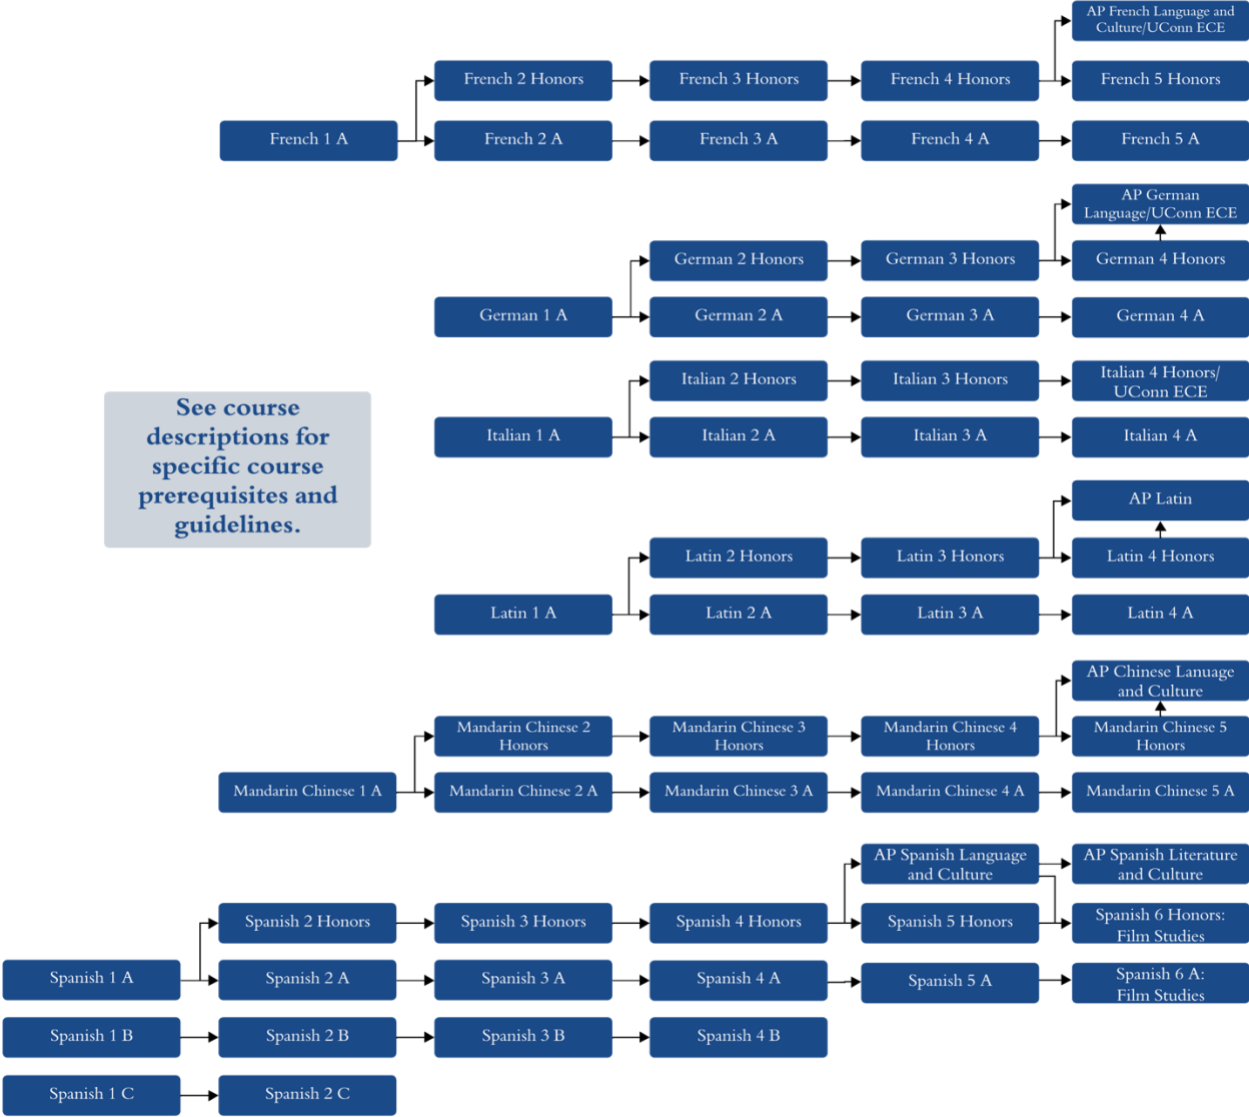 AP French Language and
Culture/UConn ECE
French 2 Honors
French 3 Honors
French 4 Honors
French 5 Honors
French 1 A
French 2 A
French 3 A
French 4 A
French 5 A
AP German
Language/UConn ECE
German 2 Honors
German 3 Honors
German 4 Honors
German 1 A
German 2 A
German 3 A
German 4 A
Italian 2 Honors
Italian 3 Honors
Italian 4 Honors/
UConn ECE
Italian 1 A
Italian 2 A
Italian 3 A
Italian 4 A
See course
descriptions for
specific course
prerequisites and
guidelines.
AP Latin
Latin 2 Honors
Latin 3 Honors
Latin 4 Honors
Latin 1 A
Latin 2 A
Latin 3 A
Latin 4 A
AP Chinese Lanuage
and Culture
Mandarin Chinese 2
Honors
Mandarin Chinese 3
Honors
Mandarin Chinese 4
Honors
Mandarin Chinese 5
Honors
Mandarin Chinese 1 A
Mandarin Chinese 2 A
Mandarin Chinese 3 A
Mandarin Chinese 4 A
Mandarin Chinese 5 A
AP Spanish Language
and Culture
AP Spanish Literature
and Culture
Spanish 2 Honors
Spanish 3 Honors
Spanish 4 Honors
Spanish 5 Honors
Spanish 6 Honors:
Film Studies
Spanish 1 A
Spanish 2 A
Spanish 3 A
Spanish 4 A
Spanish 5 A
Spanish 6 A:
Film Studies
Spanish 1 B
Spanish 2 B
Spanish 3 B
Spanish 4 B
Spanish 1 C
Spanish 2 C